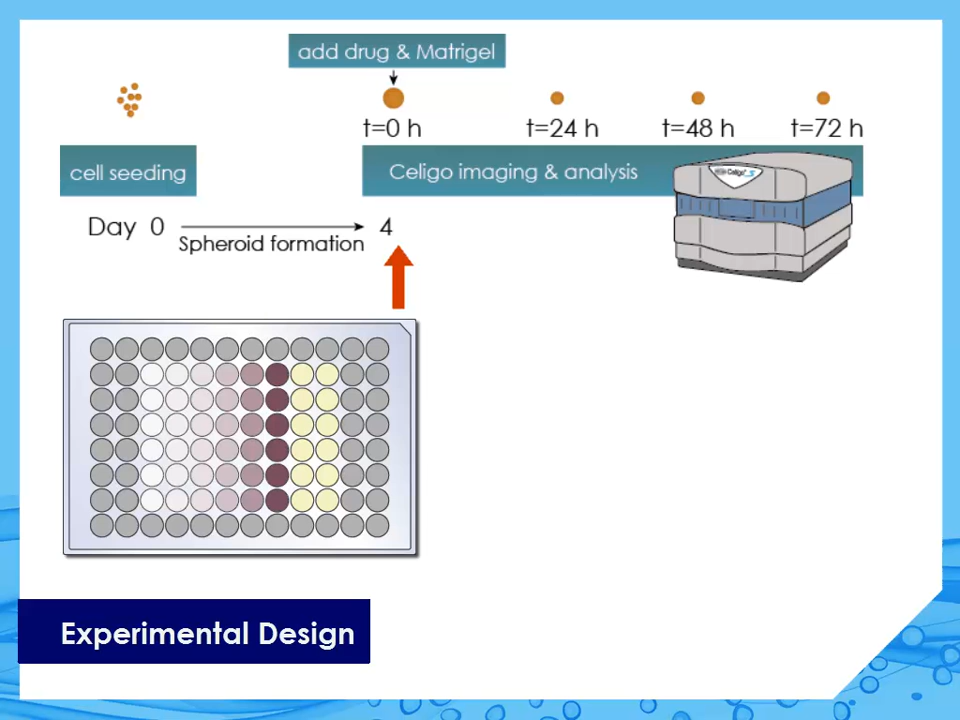 add drug & Matrigel
t=0 h
t=24 h
t=48 h
t=72 h
cell seeding
Celigo imaging & analysis
Celigo S
Day 0
4
Spheroid formation
Experimental Design